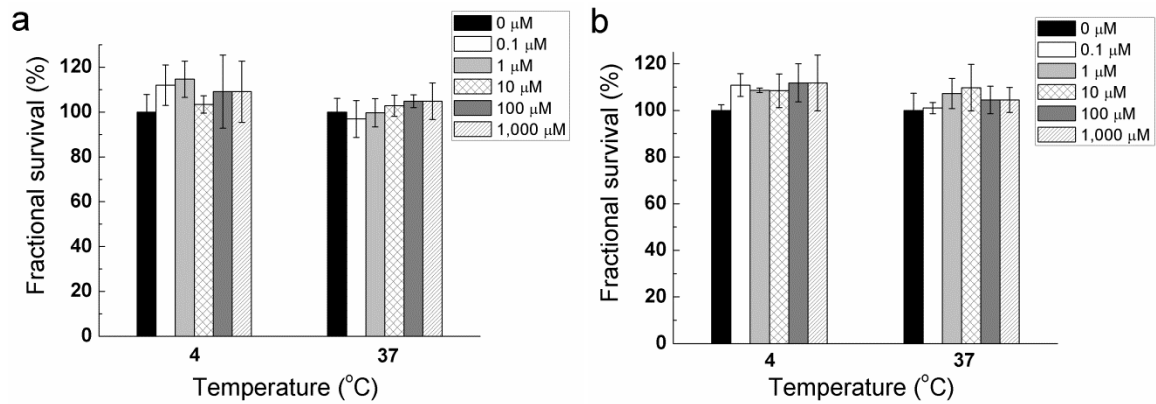 a
0 μM
0.1 μM
1 μM
10 μM
100 μM
1,000 μM
Fractional survival (%)
120
100
80
60
40
20
0
4
37
Temperature (°C)
b
0 μM
0.1 μM
1 μM
10 μM
100 μM
1,000 μM
Fractional survival (%)
120
100
80
60
40
20
0
4
37
Temperature (°C)